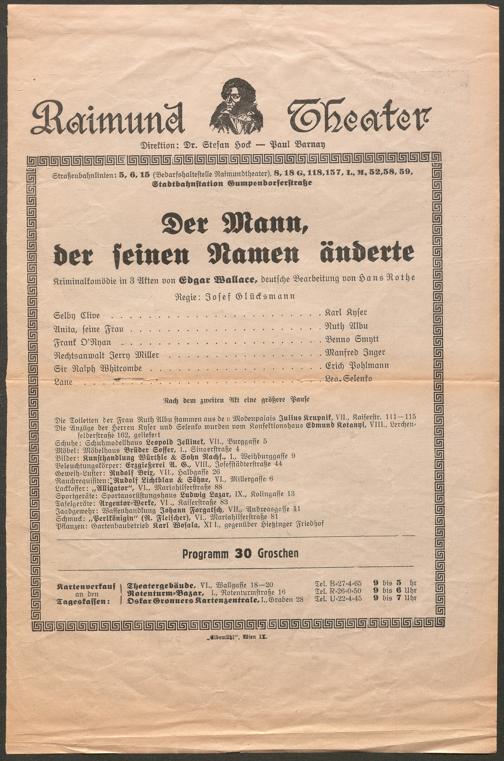 Raimund Theater
Direktion: Dr. Stefan Hock — Paul Barnay
Straßenbahnlinien: 5, 6, 15 (Bedarfshaltestelle Raimundtheater), 8, 18 G, 118, 157, L, M, 52, 58, 59,
Stadtbahnstation Gumpendorferstraße
Der Mann,
der seinen Namen änderte
Kriminalkomödie in 3 Akten von Edgar Wallace, deutsche Bearbeitung von Hans Rothe
Regie: Josef Glücksmann
Selby Clive . . . Karl Kyser
Anita, seine Frau . . . Ruth Albu
Frank O'Ryan . . . Benno Smytt
Rechtsanwalt Jerry Miller . . . Manfred Inger
Sir Ralph Whitcombe . . . Erich Pohlmann
Lane . . . Leo Selenko
Nach dem zweiten Akt eine größere Pause
Die Toiletten der Frau Ruth Albu stammen aus dem Modenpalais Julius Krupnik, VII., Kaiserstr. 111—115
Die Anzüge der Herren Kyser und Selenko wurden vom Konfektionshaus Edmund Kotanyi, VIII., Lerchen-
felderstraße 162, geliefert
Schuhe: Schuhmodellhaus Leopold Jellinek, VII., Burggasse 5
Möbel: Möbelhaus Brüder Soffer, I., Singerstraße 4
Bilder: Kunsthandlung Würthle & Sohn Nachf., I., Weihburggasse 9
Beleuchtungskörper: Erzgießerei A. G., VIII., Josefstädterstraße 44
Geweih-Luster: Rudolf Beig, VII., Halbgasse 26
Rauchrequisiten: Rudolf Lichtblau & Söhne, VI., Millergasse 6
Lackkoffer: „Alligator", VI., Mariahilferstraße 88
Sportgeräte: Sportausrüstungshaus Ludwig Lazar, IX., Kolingasse 13
Tafelgeräte: Argentor-Werke, VI., Kaiserstraße 83
Jagdgewehr: Waffenhandlung Johann Forgatsch, VII., Andreasgasse 11
Schmuck: „Perlkönigin" (R. Fleischer), VI., Mariahilferstraße 81
Pflanzen: Gartenbaubetrieb Karl Wosala, XII., gegenüber Hietzinger Friedhof
Programm 30 Groschen
Kartenverkauf an den Tageskassen:
Theatergebäude, VI., Wallgasse 18—20 Tel. B-27-4-65 9 bis 5 hr
Rotenturm-Bazar, I., Rotenturmstraße 16 Tel. R-26-0-50 9 bis 6 Uhr
Oskar Gronners Kartenzentrale, I., Graben 28 Tel. U-22-4-45 9 bis 7 Uhr
„Elbemühl", Wien IX.